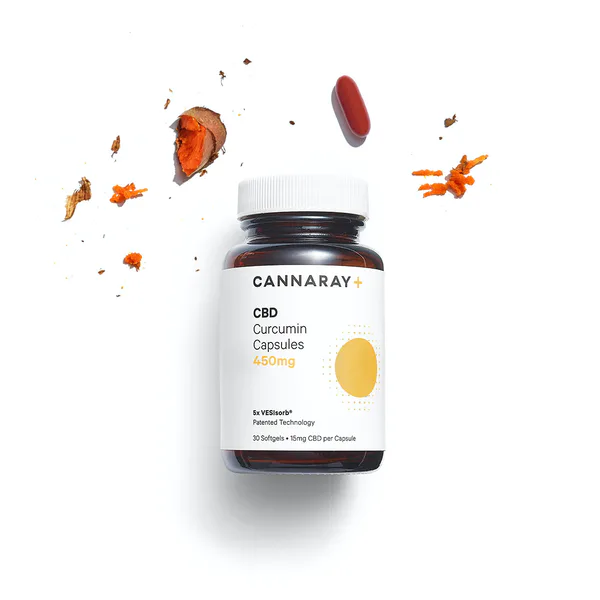 CANNARAY+
CBD
Curcumin
Capsules
450mg
5x VESIsorb®
Patented Technology
30 Softgels • 15mg CBD per Capsule